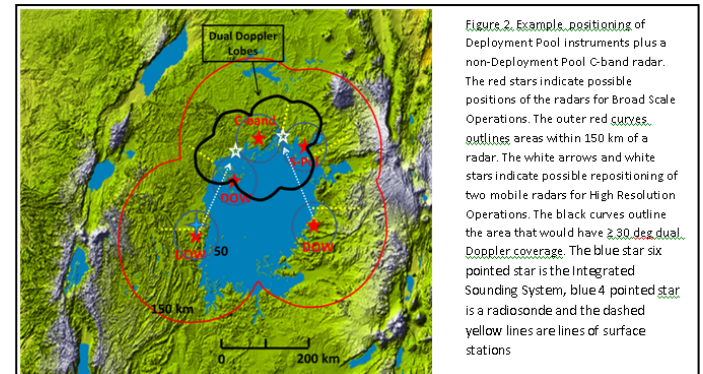 Dual Doppler
Lobes
C-band
S-Pol
DOW
DOW
DOW
50
150 km
0
200 km
Figure 2. Example positioning of
Deployment Pool instruments plus a
non-Deployment Pool C-band radar.
The red stars indicate possible
positions of the radars for Broad Scale
Operations. The outer red curves
outlines areas within 150 km of a
radar. The white arrows and white
stars indicate possible repositioning of
two mobile radars for High Resolution
Operations. The black curves outline
the area that would have ≥ 30 deg dual
Doppler coverage. The blue star six
pointed star is the Integrated
Sounding System, blue 4 pointed star
is a radiosonde and the dashed
yellow lines are lines of surface
stations